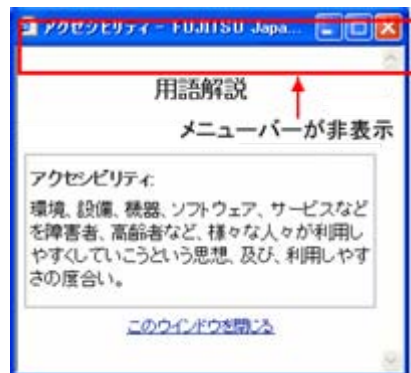 アクセシビリティ - FUJITSU Japa...
用語解説
メニューバーが非表示
アクセシビリティ:
環境、設備、機器、ソフトウェア、サービスなど
を障害者、高齢者など、様々な人々が利用し
やすくしていこうという思想、及び、利用しやす
さの度合い。
このウインドウを閉じる